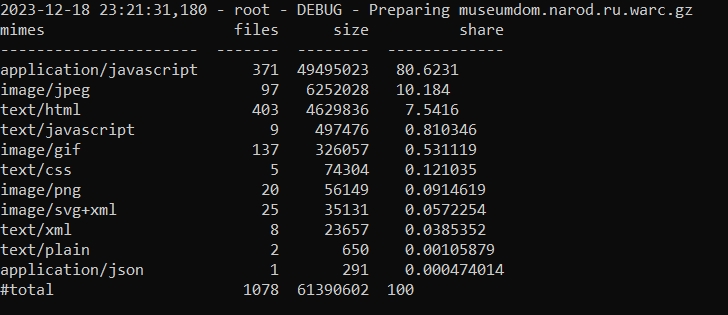 2023-12-18 23:21:31,180 - root - DEBUG - Preparing museumdom.narod.ru.warc.gz
mimes                     files      size         share
----------------------  -------  --------  -------------
application/javascript      371  49495023   80.6231
image/jpeg                   97   6252028   10.184
text/html                   403   4629836    7.5416
text/javascript               9    497476    0.810346
image/gif                   137    326057    0.531119
text/css                      5     74304    0.121035
image/png                    20     56149    0.0914619
image/svg+xml                25     35131    0.0572254
text/xml                      8     23657    0.0385352
text/plain                    2       650    0.00105879
application/json              1       291    0.000474014
#total                     1078  61390602  100